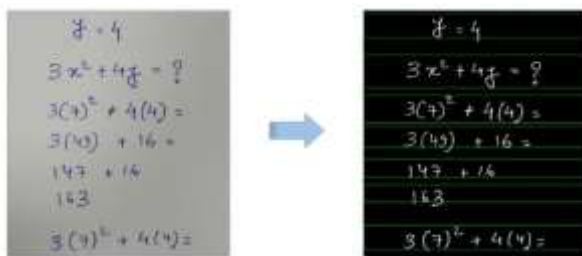 y = 4
3x² + 4y = ?
3(7)² + 4(4) =
3(49) + 16 =
147 + 16
163
3(7)² + 4(4) =
y = 4
3x² + 4y = ?
3(7)² + 4(4) =
3(49) + 16 =
147 + 16
163
3(7)² + 4(4) =